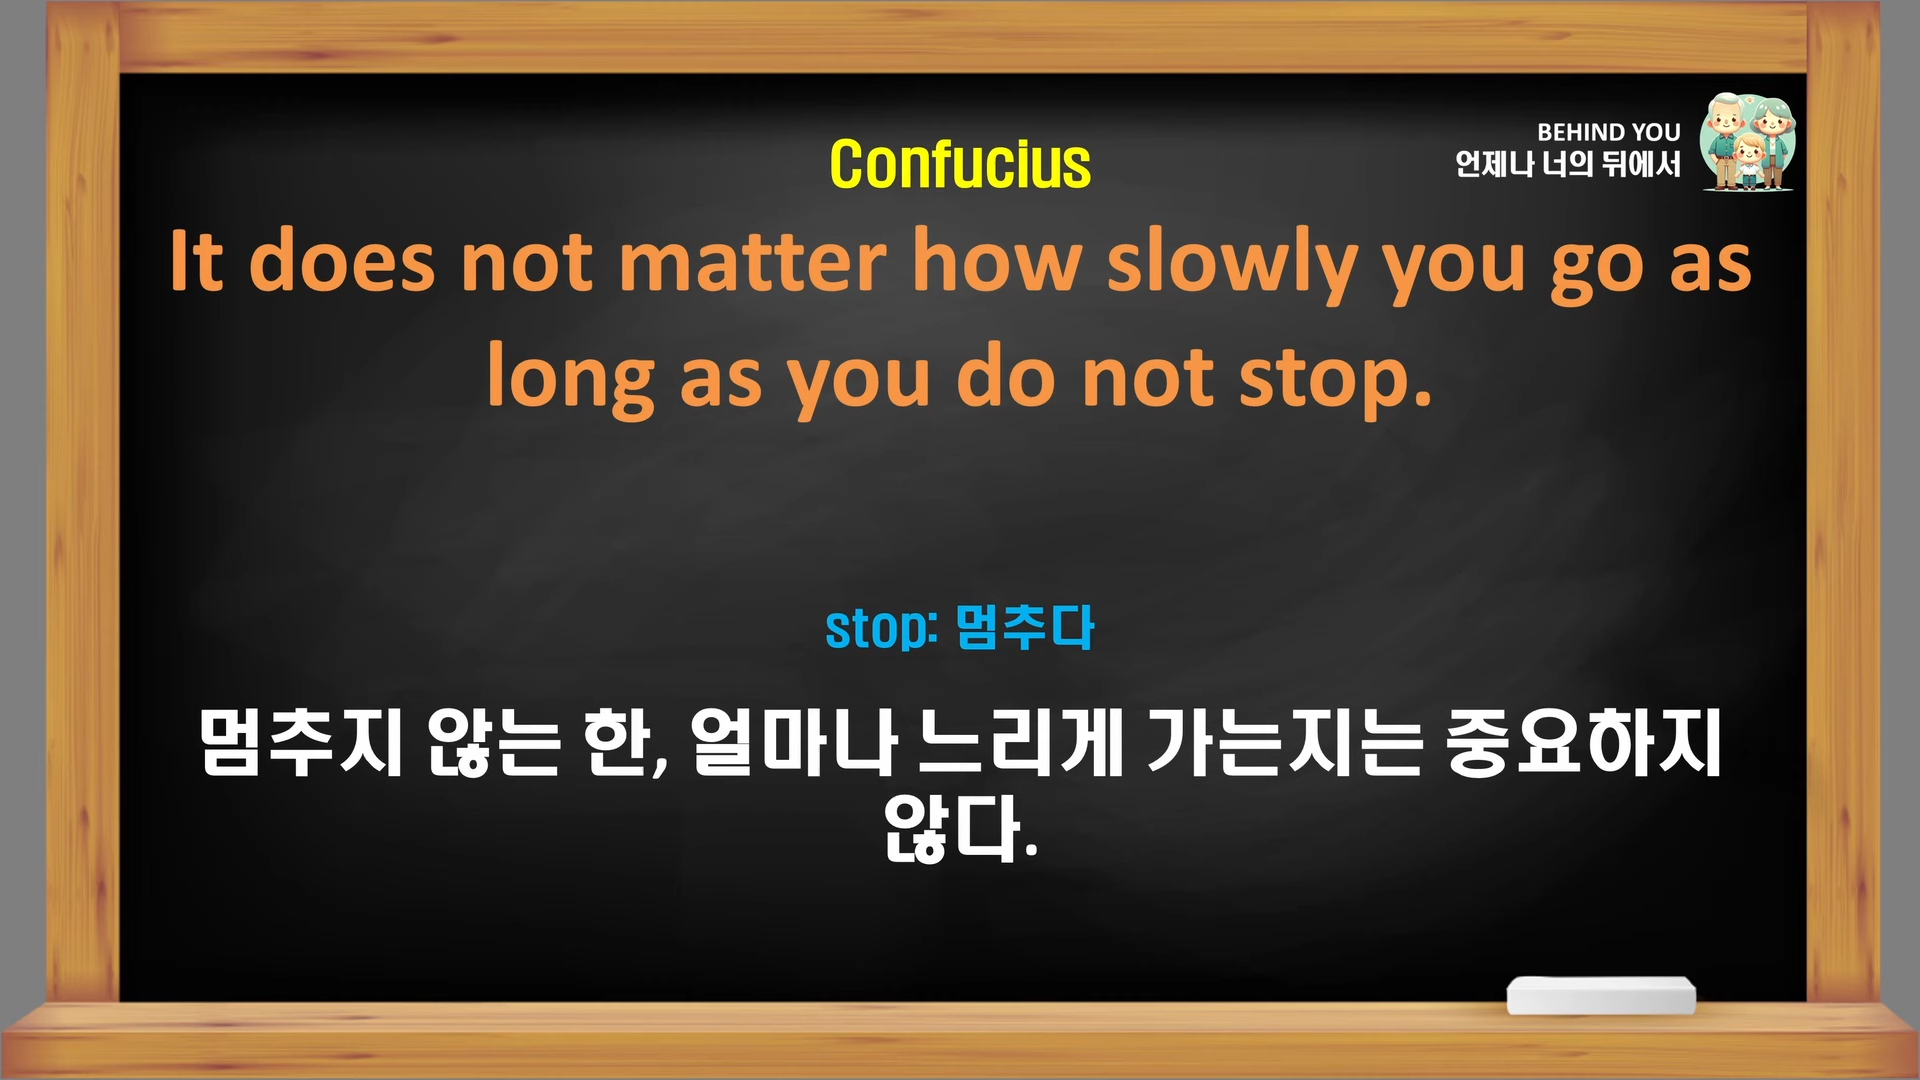 BEHIND YOU
언제나 너의 뒤에서
Confucius
It does not matter how slowly you go as
long as you do not stop.
stop: 멈추다
멈추지 않는 한, 얼마나 느리게 가는지는 중요하지
않다.